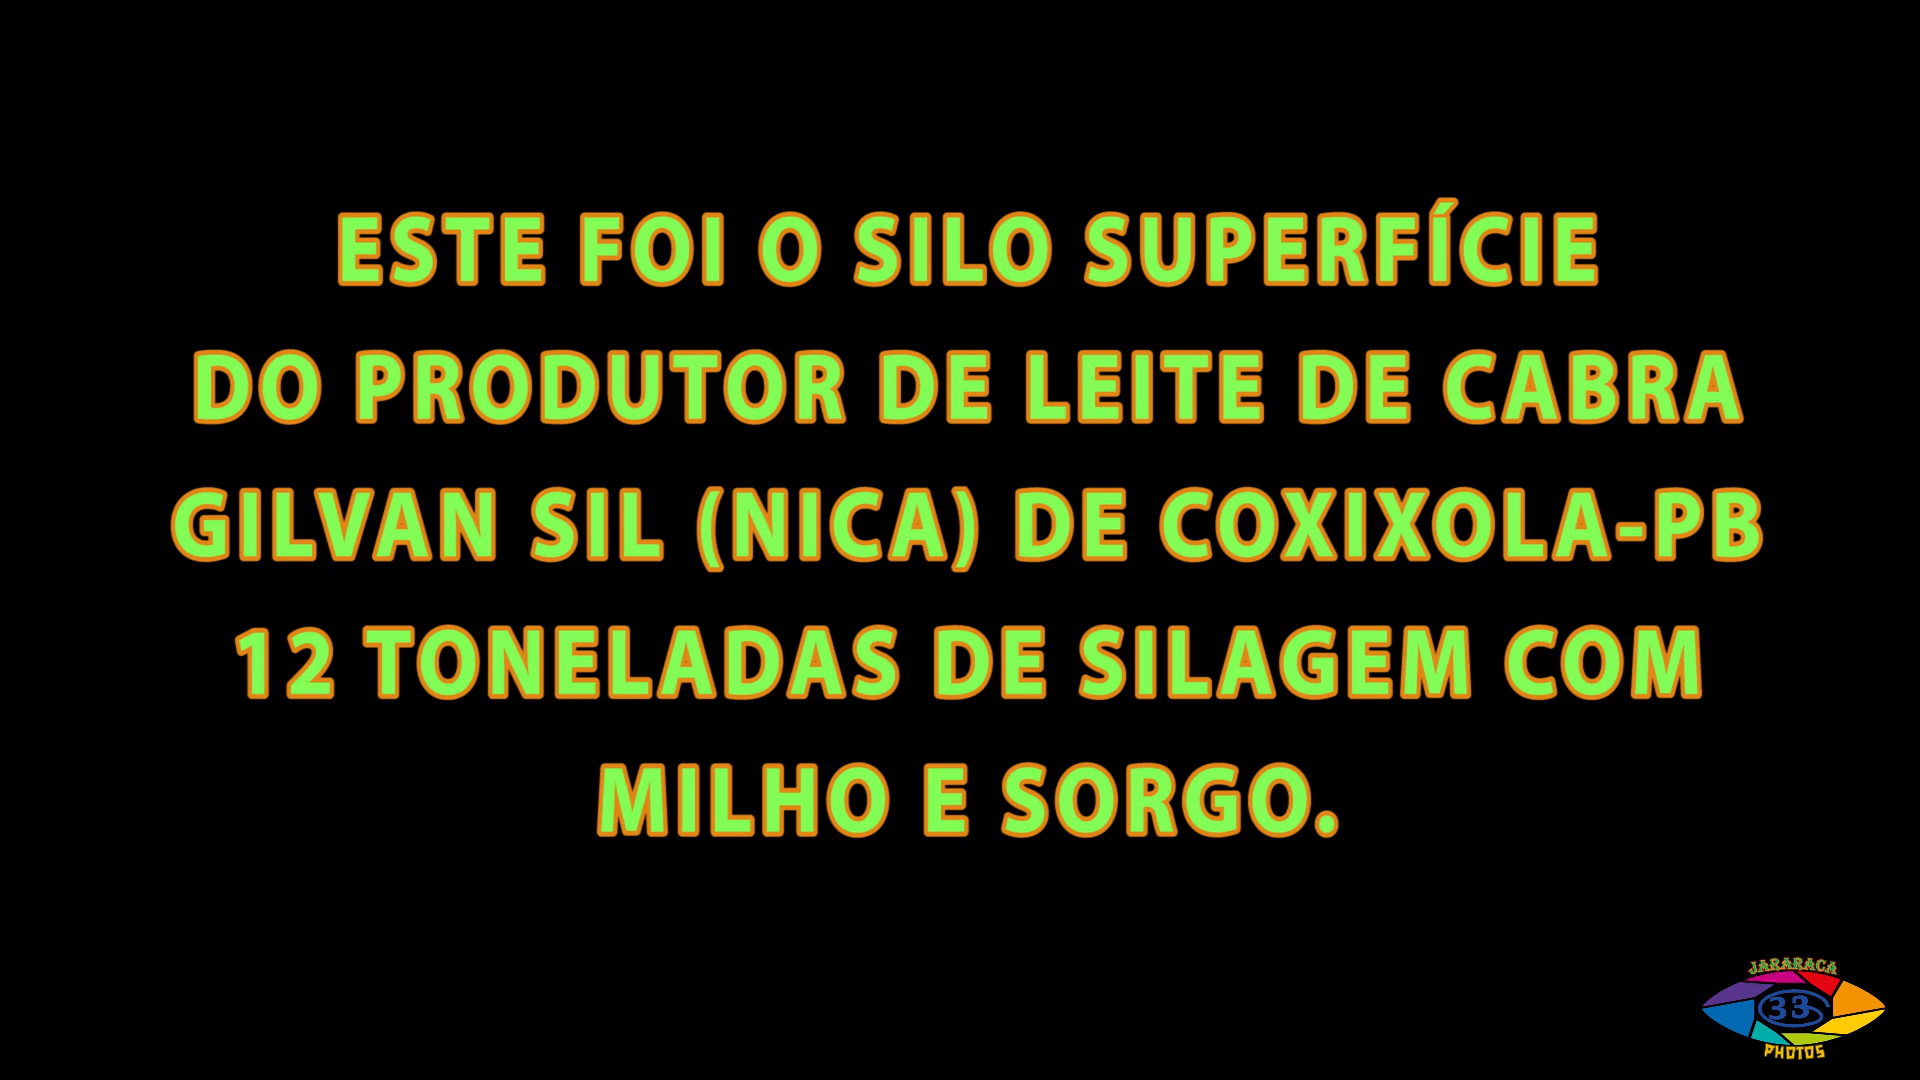 ESTE FOI O SILO SUPERFÍCIE
DO PRODUTOR DE LEITE DE CABRA
GILVAN SIL (NICA) DE COXIXOLA-PB
12 TONELADAS DE SILAGEM COM
MILHO E SORGO.
JARARACA
33
PHOTOS